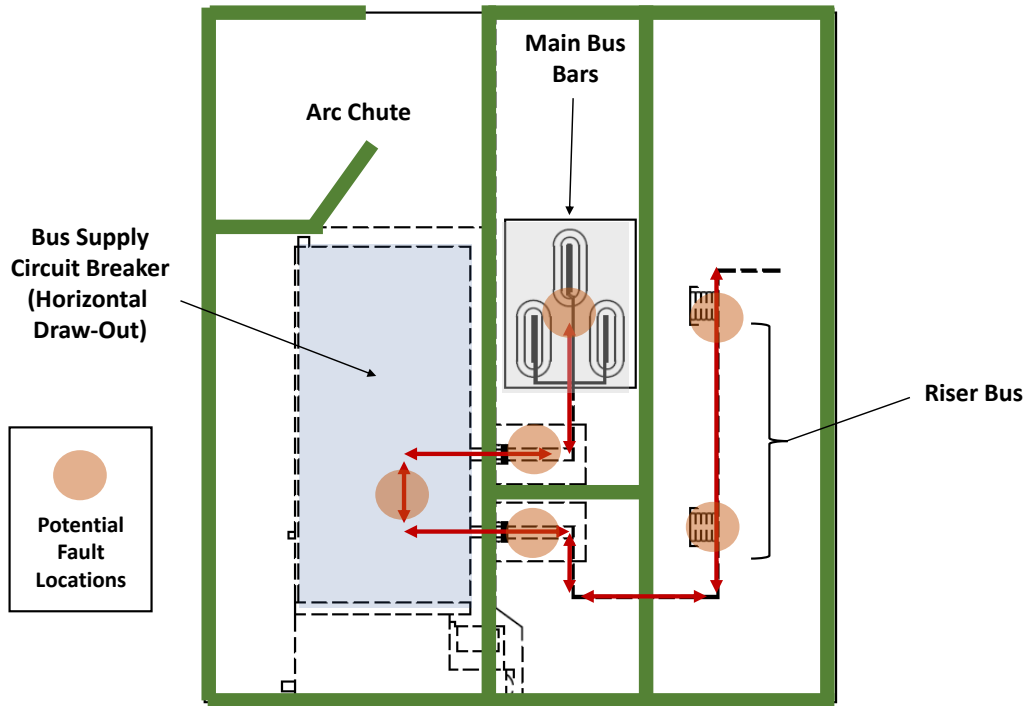 Main Bus
Bars
Arc Chute
Bus Supply
Circuit Breaker
(Horizontal
Draw-Out)
Riser Bus
Potential
Fault
Locations